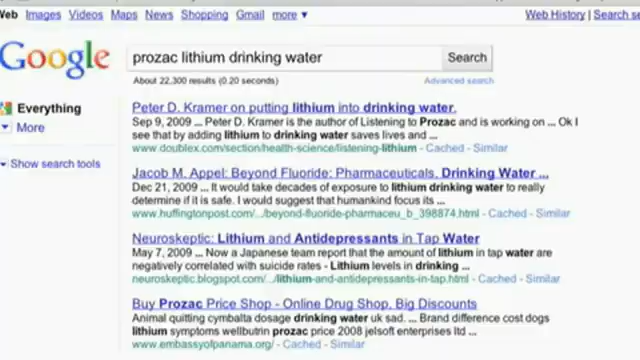 Web Images Videos Maps News Shopping Gmail more ▼ Web History | Search se
Google prozac lithium drinking water Search
About 22,300 results (0.20 seconds) Advanced search
Everything
More
Show search tools
Peter D. Kramer on putting lithium into drinking water.
Sep 9, 2009 ... Peter D. Kramer is the author of Listening to Prozac and is working on ... Ok I
see that by adding lithium to drinking water saves lives and ...
www.doublex.com/section/health-science/listening-lithium - Cached - Similar
Jacob M. Appel: Beyond Fluoride: Pharmaceuticals, Drinking Water ...
Dec 21, 2009 ... It would take decades of exposure to lithium drinking water to really
determine if it is safe. I would suggest that humankind focus its ...
www.huffingtonpost.com/.../beyond-fluoride-pharmaceu_b_398874.html - Cached - Similar
Neuroskeptic: Lithium and Antidepressants in Tap Water
May 7, 2009 ... Now a Japanese team report that the amount of lithium in tap water are
negatively correlated with suicide rates - Lithium levels in drinking ...
neuroskeptic.blogspot.com/.../lithium-and-antidepressants-in-tap.html - Cached - Similar
Buy Prozac Price Shop - Online Drug Shop, Big Discounts
Animal quitting cymbalta dosage drinking water uk sad. ... Brand difference cost dogs
lithium symptoms wellbutrin prozac price 2008 jelsoft enterprises ltd ...
www.embassyofpanama.org/ - Cached - Similar